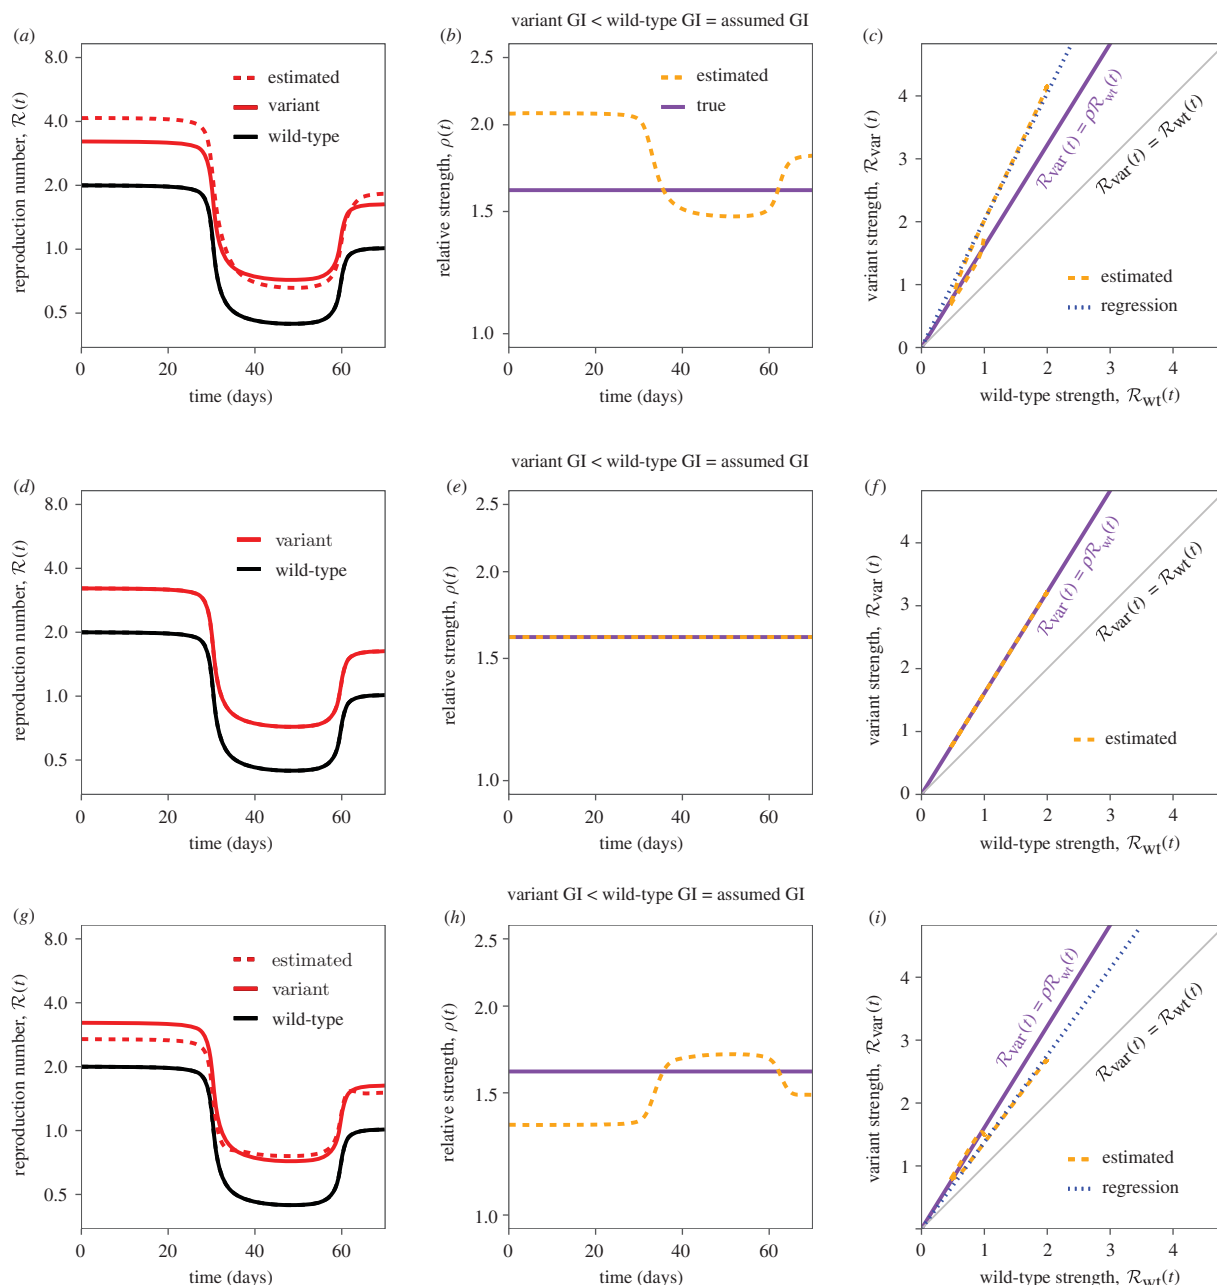 variant GI < wild-type GI = assumed GI
(a)
8.0
4.0
2.0
1.0
0.5
reproduction number, ℛ(t)
estimated
variant
wild-type
0 20 40 60
time (days)
(b)
2.5
2.0
1.5
1.0
relative strength, ρ(t)
estimated
true
0 20 40 60
time (days)
(c)
4
3
2
1
0
variant strength, ℛvar (t)
ℛvar(t) = ρℛwt(t)
ℛvar(t) = ℛwt(t)
estimated
regression
0 1 2 3 4
wild-type strength, ℛwt(t)
variant GI < wild-type GI = assumed GI
(d)
8.0
4.0
2.0
1.0
0.5
reproduction number, ℛ(t)
variant
wild-type
0 20 40 60
time (days)
(e)
2.5
2.0
1.5
1.0
relative strength, ρ(t)
0 20 40 60
time (days)
(f)
4
3
2
1
0
variant strength, ℛvar (t)
ℛvar(t) = ρℛwt(t)
ℛvar(t) = ℛwt(t)
estimated
0 1 2 3 4
wild-type strength, ℛwt(t)
variant GI < wild-type GI = assumed GI
(g)
8.0
4.0
2.0
1.0
0.5
reproduction number, ℛ(t)
estimated
variant
wild-type
0 20 40 60
time (days)
(h)
2.5
2.0
1.5
1.0
relative strength, ρ(t)
0 20 40 60
time (days)
(i)
4
3
2
1
0
variant strength, ℛvar (t)
ℛvar(t) = ρℛwt(t)
ℛvar(t) = ℛwt(t)
estimated
regression
0 1 2 3 4
wild-type strength, ℛwt(t)